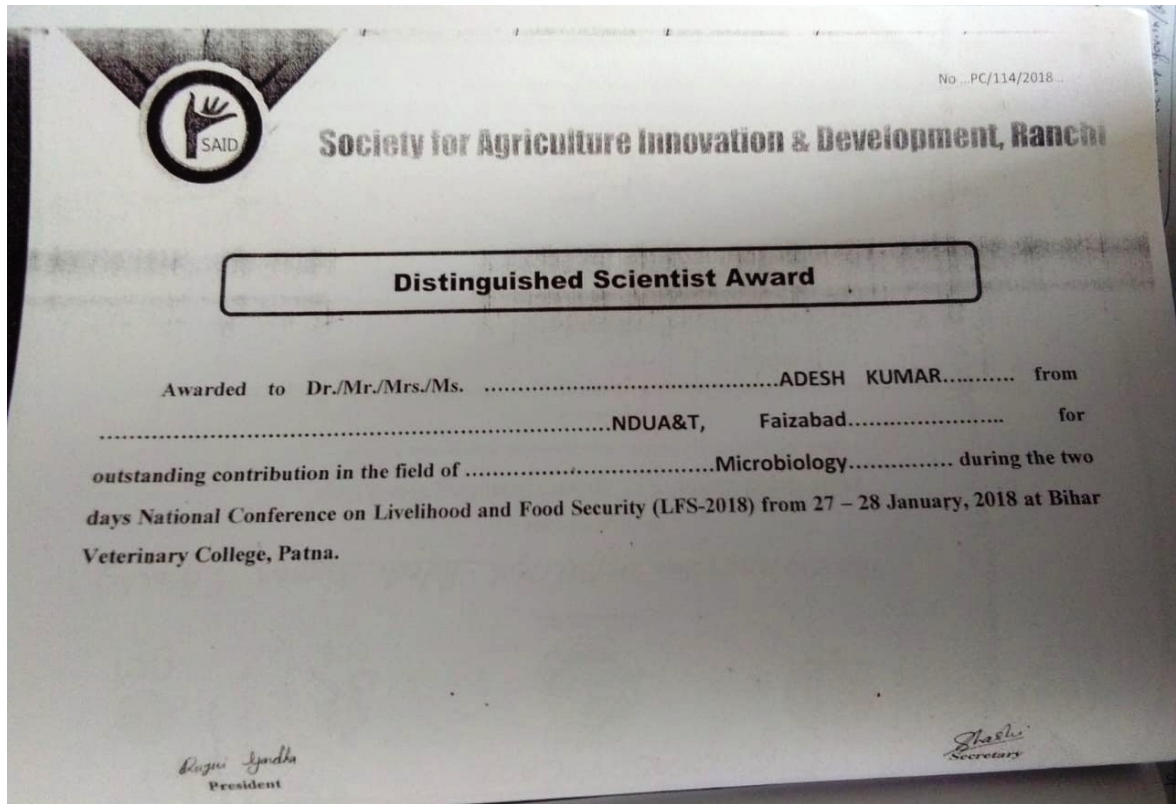 No ...PC/114/2018...
SAID
Society for Agriculture Innovation & Development, Ranchi
Distinguished Scientist Award
Awarded to Dr./Mr./Mrs./Ms. ................................................ADESH KUMAR........... from
......................................................................NDUA&T, Faizabad....................... for
outstanding contribution in the field of ....................................Microbiology............... during the two
days National Conference on Livelihood and Food Security (LFS-2018) from 27 – 28 January, 2018 at Bihar
Veterinary College, Patna.
Shashi
President
Secretary